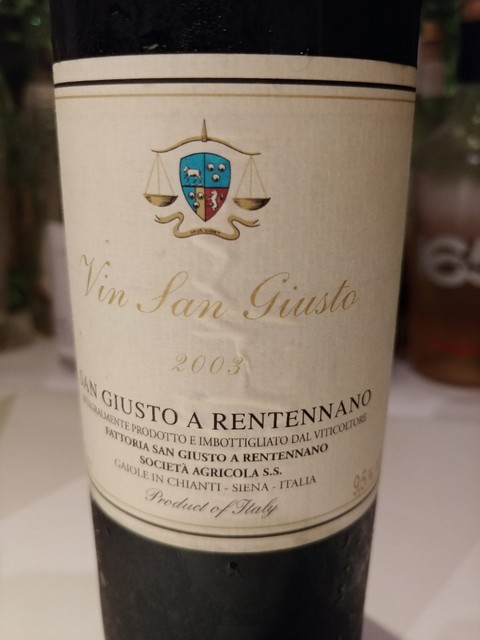 Vin San Giusto
2003
SAN GIUSTO A RENTENNANO
INTEGRALMENTE PRODOTTO E IMBOTTIGLIATO DAL VITICOLTORE
FATTORIA SAN GIUSTO A RENTENNANO
SOCIETÀ AGRICOLA S.S.
GAIOLE IN CHIANTI - SIENA - ITALIA
Product of Italy